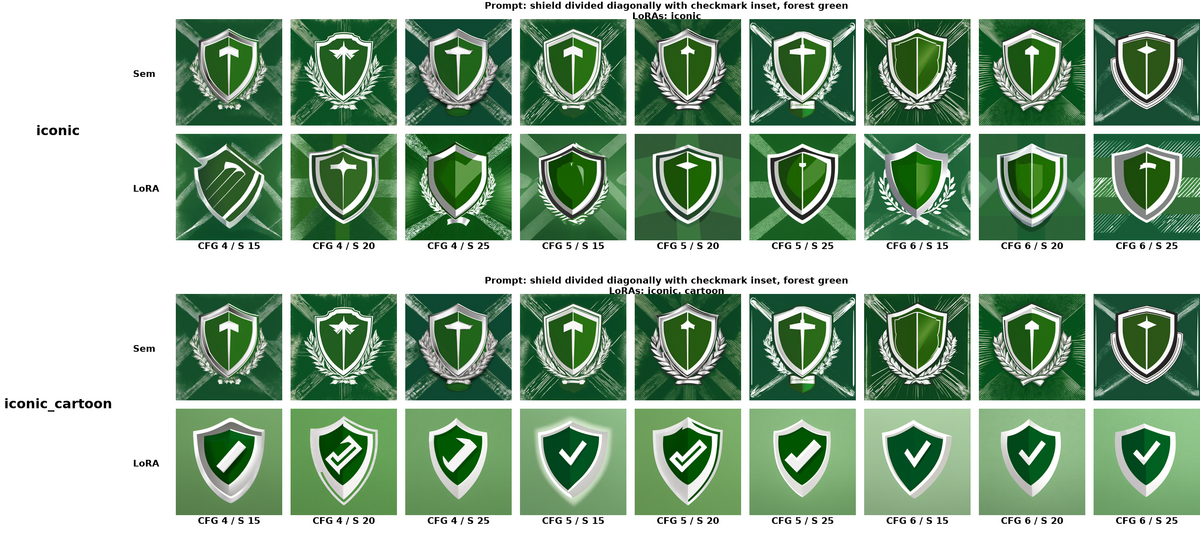 Prompt: shield divided diagonally with checkmark inset, forest green
LoRAs: iconic
Sem
iconic
LoRA
CFG 4 / S 15 CFG 4 / S 20 CFG 4 / S 25 CFG 5 / S 15 CFG 5 / S 20 CFG 5 / S 25 CFG 6 / S 15 CFG 6 / S 20 CFG 6 / S 25
Prompt: shield divided diagonally with checkmark inset, forest green
LoRAs: iconic, cartoon
Sem
iconic_cartoon
LoRA
CFG 4 / S 15 CFG 4 / S 20 CFG 4 / S 25 CFG 5 / S 15 CFG 5 / S 20 CFG 5 / S 25 CFG 6 / S 15 CFG 6 / S 20 CFG 6 / S 25